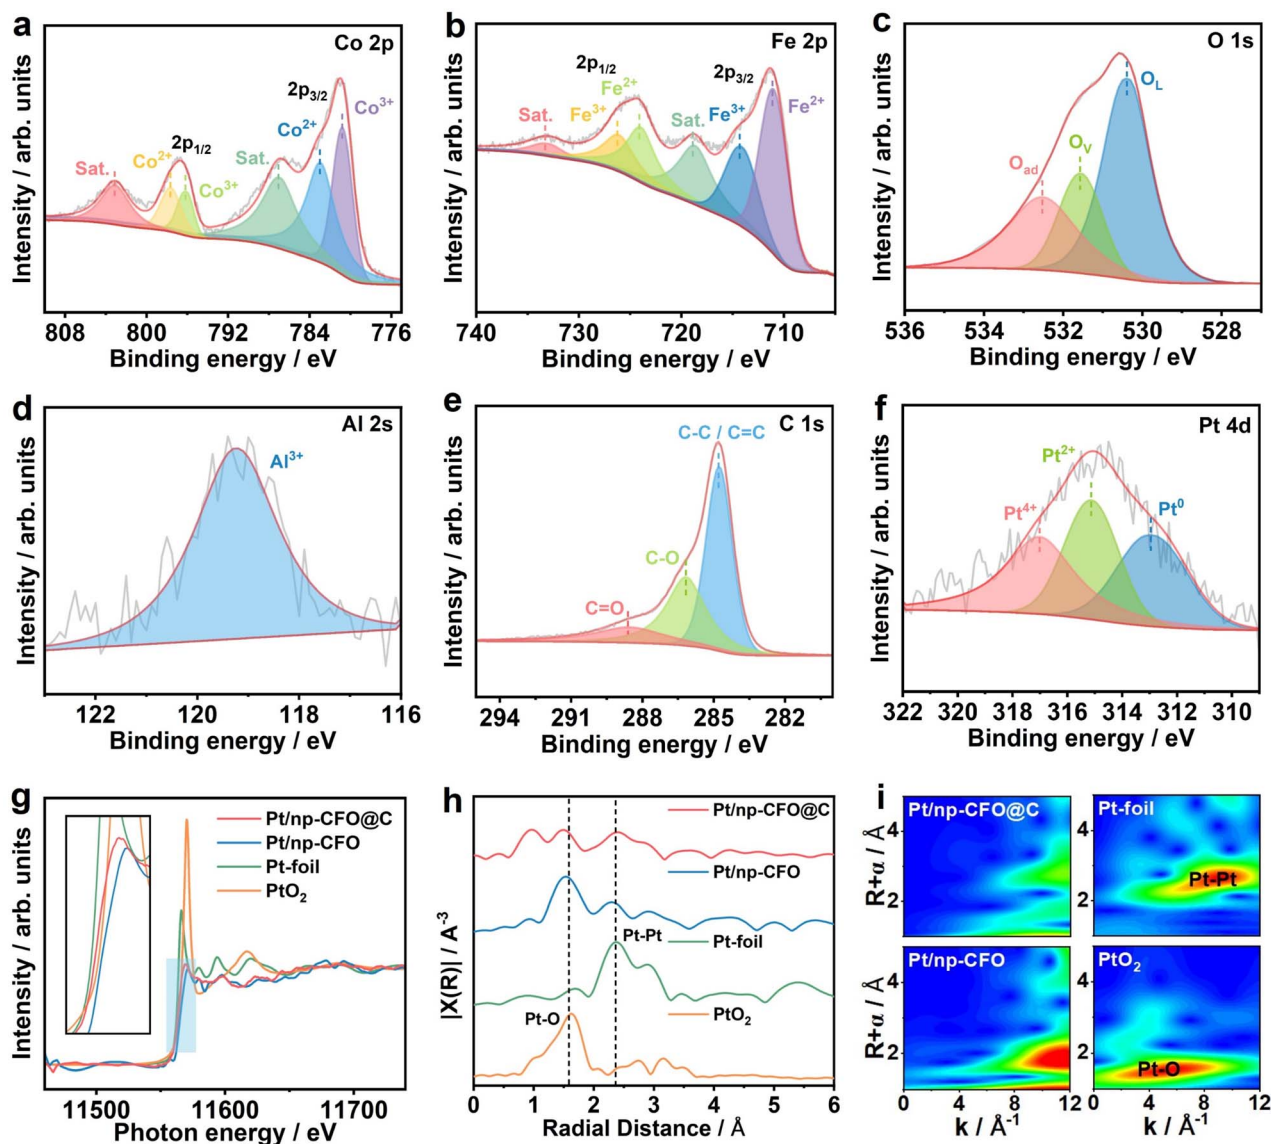 a
Co 2p
Intensity / arb. units
2p3/2
Co3+
Co2+
2p1/2
Sat.
Co2+
Co3+
Sat.
808 800 792 784 776
Binding energy / eV
b
Fe 2p
Intensity / arb. units
2p1/2
Fe2+
2p3/2
Sat.
Fe3+
Sat.
Fe3+
Fe2+
740 730 720 710
Binding energy / eV
c
O 1s
Intensity / arb. units
OL
OV
Oad
536 534 532 530 528
Binding energy / eV
d
Al 2s
Intensity / arb. units
Al3+
122 120 118 116
Binding energy / eV
e
C 1s
Intensity / arb. units
C-C / C=C
C-O
C=O
294 291 288 285 282
Binding energy / eV
f
Pt 4d
Intensity / arb. units
Pt2+
Pt4+
Pt0
322 320 318 316 314 312 310
Binding energy / eV
g
Intensity / arb. units
Pt/np-CFO@C
Pt/np-CFO
Pt-foil
PtO2
11500 11600 11700
Photon energy / eV
h
|X(R)| / A-3
Pt/np-CFO@C
Pt/np-CFO
Pt-Pt
Pt-foil
Pt-O
PtO2
0 1 2 3 4 5 6
Radial Distance / Å
i
Pt/np-CFO@C
Pt-foil
R+α / Å
4
2
4
2
Pt-Pt
Pt/np-CFO
PtO2
R+α / Å
4
2
4
2
Pt-O
0 4 8 12 0 4 8 12
k / Å-1
k / Å-1